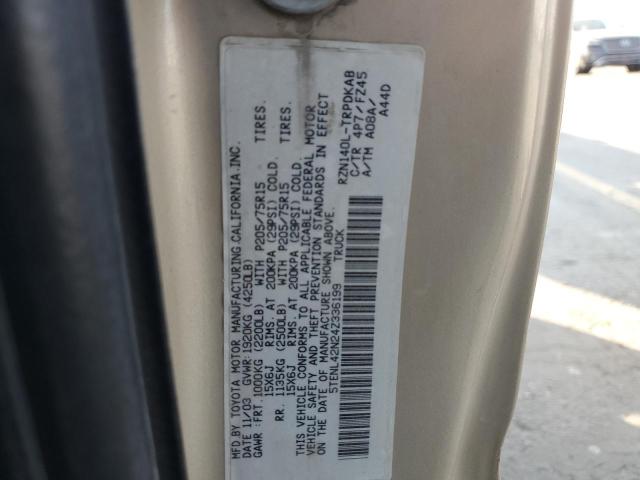 MFD BY TOYOTA MOTOR MANUFACTURING, CALIFORNIA. INC.
DATE 11/03 GVWR: 1920KG (4250LB)
GAWR : FRT. 1000KG (2200LB) WITH P205/75R15 TIRES.
15X6J RIMS. AT 200KPA (29PSI) COLD.
RR. 1135KG (2500LB) WITH P205/75R15 TIRES.
15X6J RIMS. AT 200KPA (29PSI) COLD.
THIS VEHICLE CONFORMS TO ALL APPLICABLE FEDERAL MOTOR
VEHICLE SAFETY AND THEFT PREVENTION STANDARDS IN EFFECT
ON THE DATE OF MANUFACTURE SHOWN ABOVE.
5TENL42N24Z336199 TRUCK
RZN140L-TRPDKAB
C/TR 4P7/FZ45
A/TM A08A/
A44D